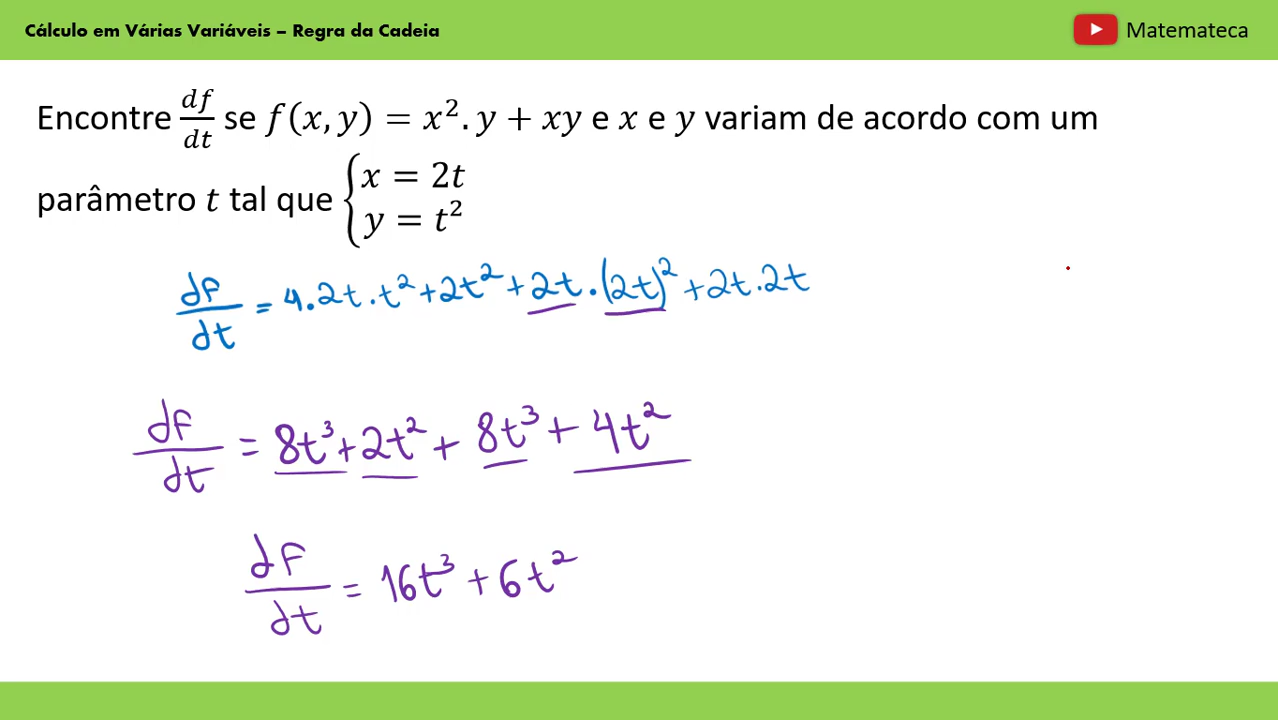 Cálculo em Várias Variáveis – Regra da Cadeia
Matemateca
Encontre df/dt se f(x, y) = x².y + xy e x e y variam de acordo com um
parâmetro t tal que { x = 2t
y = t²
df/dt = 4.2t.t² + 2t² + 2t.(2t)² + 2t.2t
df/dt = 8t³ + 2t² + 8t³ + 4t²
df/dt = 16t³ + 6t²